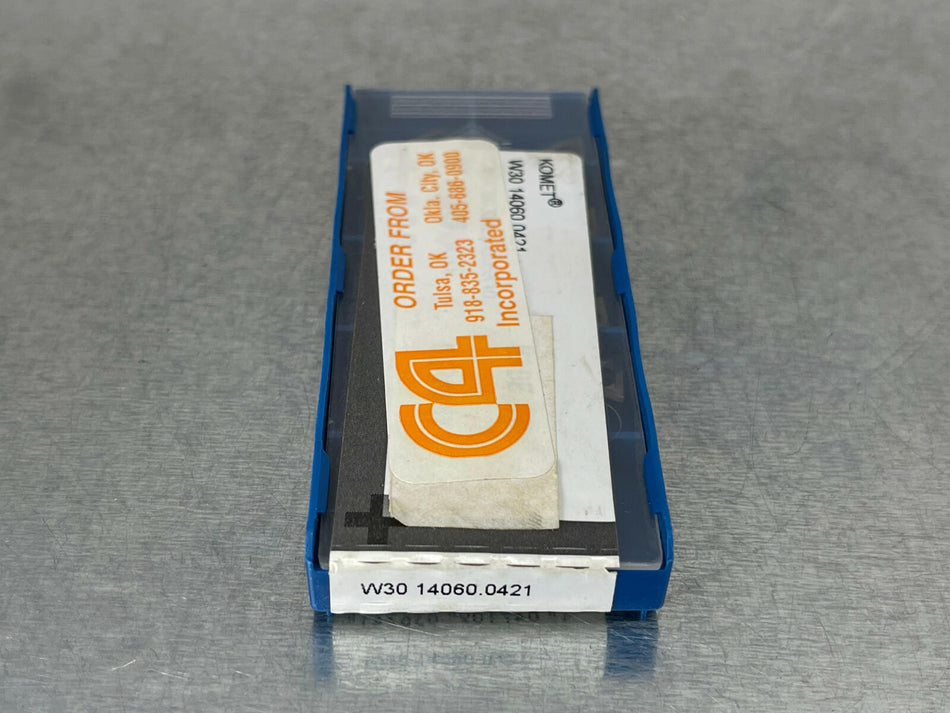 KOMET®
W30 14060.0421
ORDER FROM
Tulsa, OK Okla. City, OK
918-835-2323 405-686-0900
C4 Incorporated
W30 14060.0421